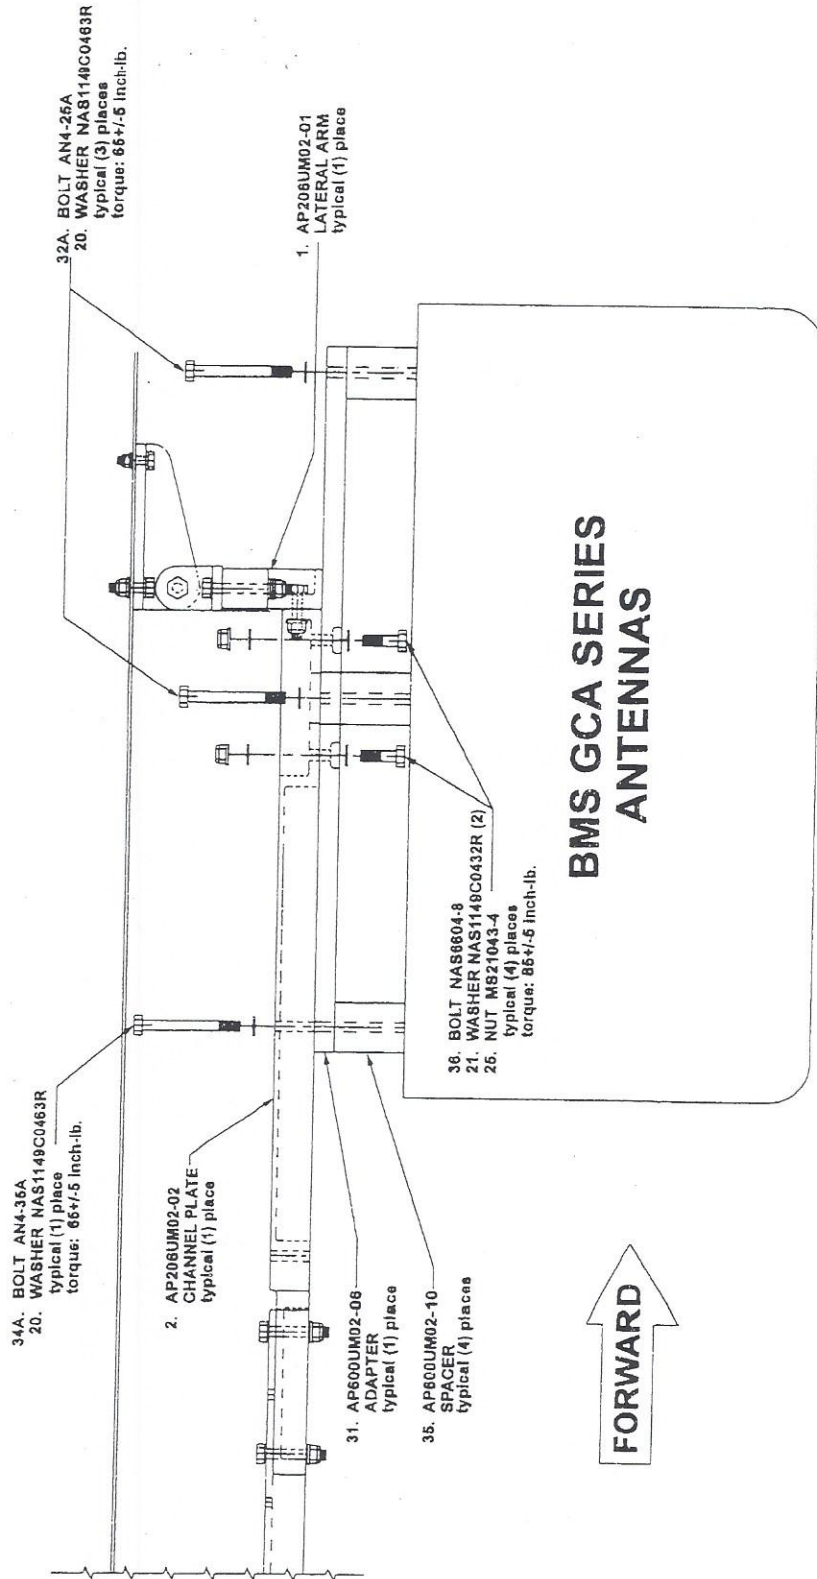 34A. BOLT AN4-35A
20. WASHER NAS1149C0463R
typical (1) place
torque: 65+/-5 inch-lb.
32A. BOLT AN4-25A
20. WASHER NAS1149C0463R
typical (3) places
torque: 65+/-5 inch-lb.
2. AP206UM02-02
CHANNEL PLATE
typical (1) place
1. AP206UM02-01
LATERAL ARM
typical (1) place
31. AP600UM02-06
ADAPTER
typical (1) place
35. AP600UM02-10
SPACER
typical (4) places
36. BOLT NAS6604-8
21. WASHER NAS1149C0432R (2)
25. NUT MS21043-4
typical (4) places
torque: 85+/-5 inch-lb.
BMS GCA SERIES
ANTENNAS
FORWARD